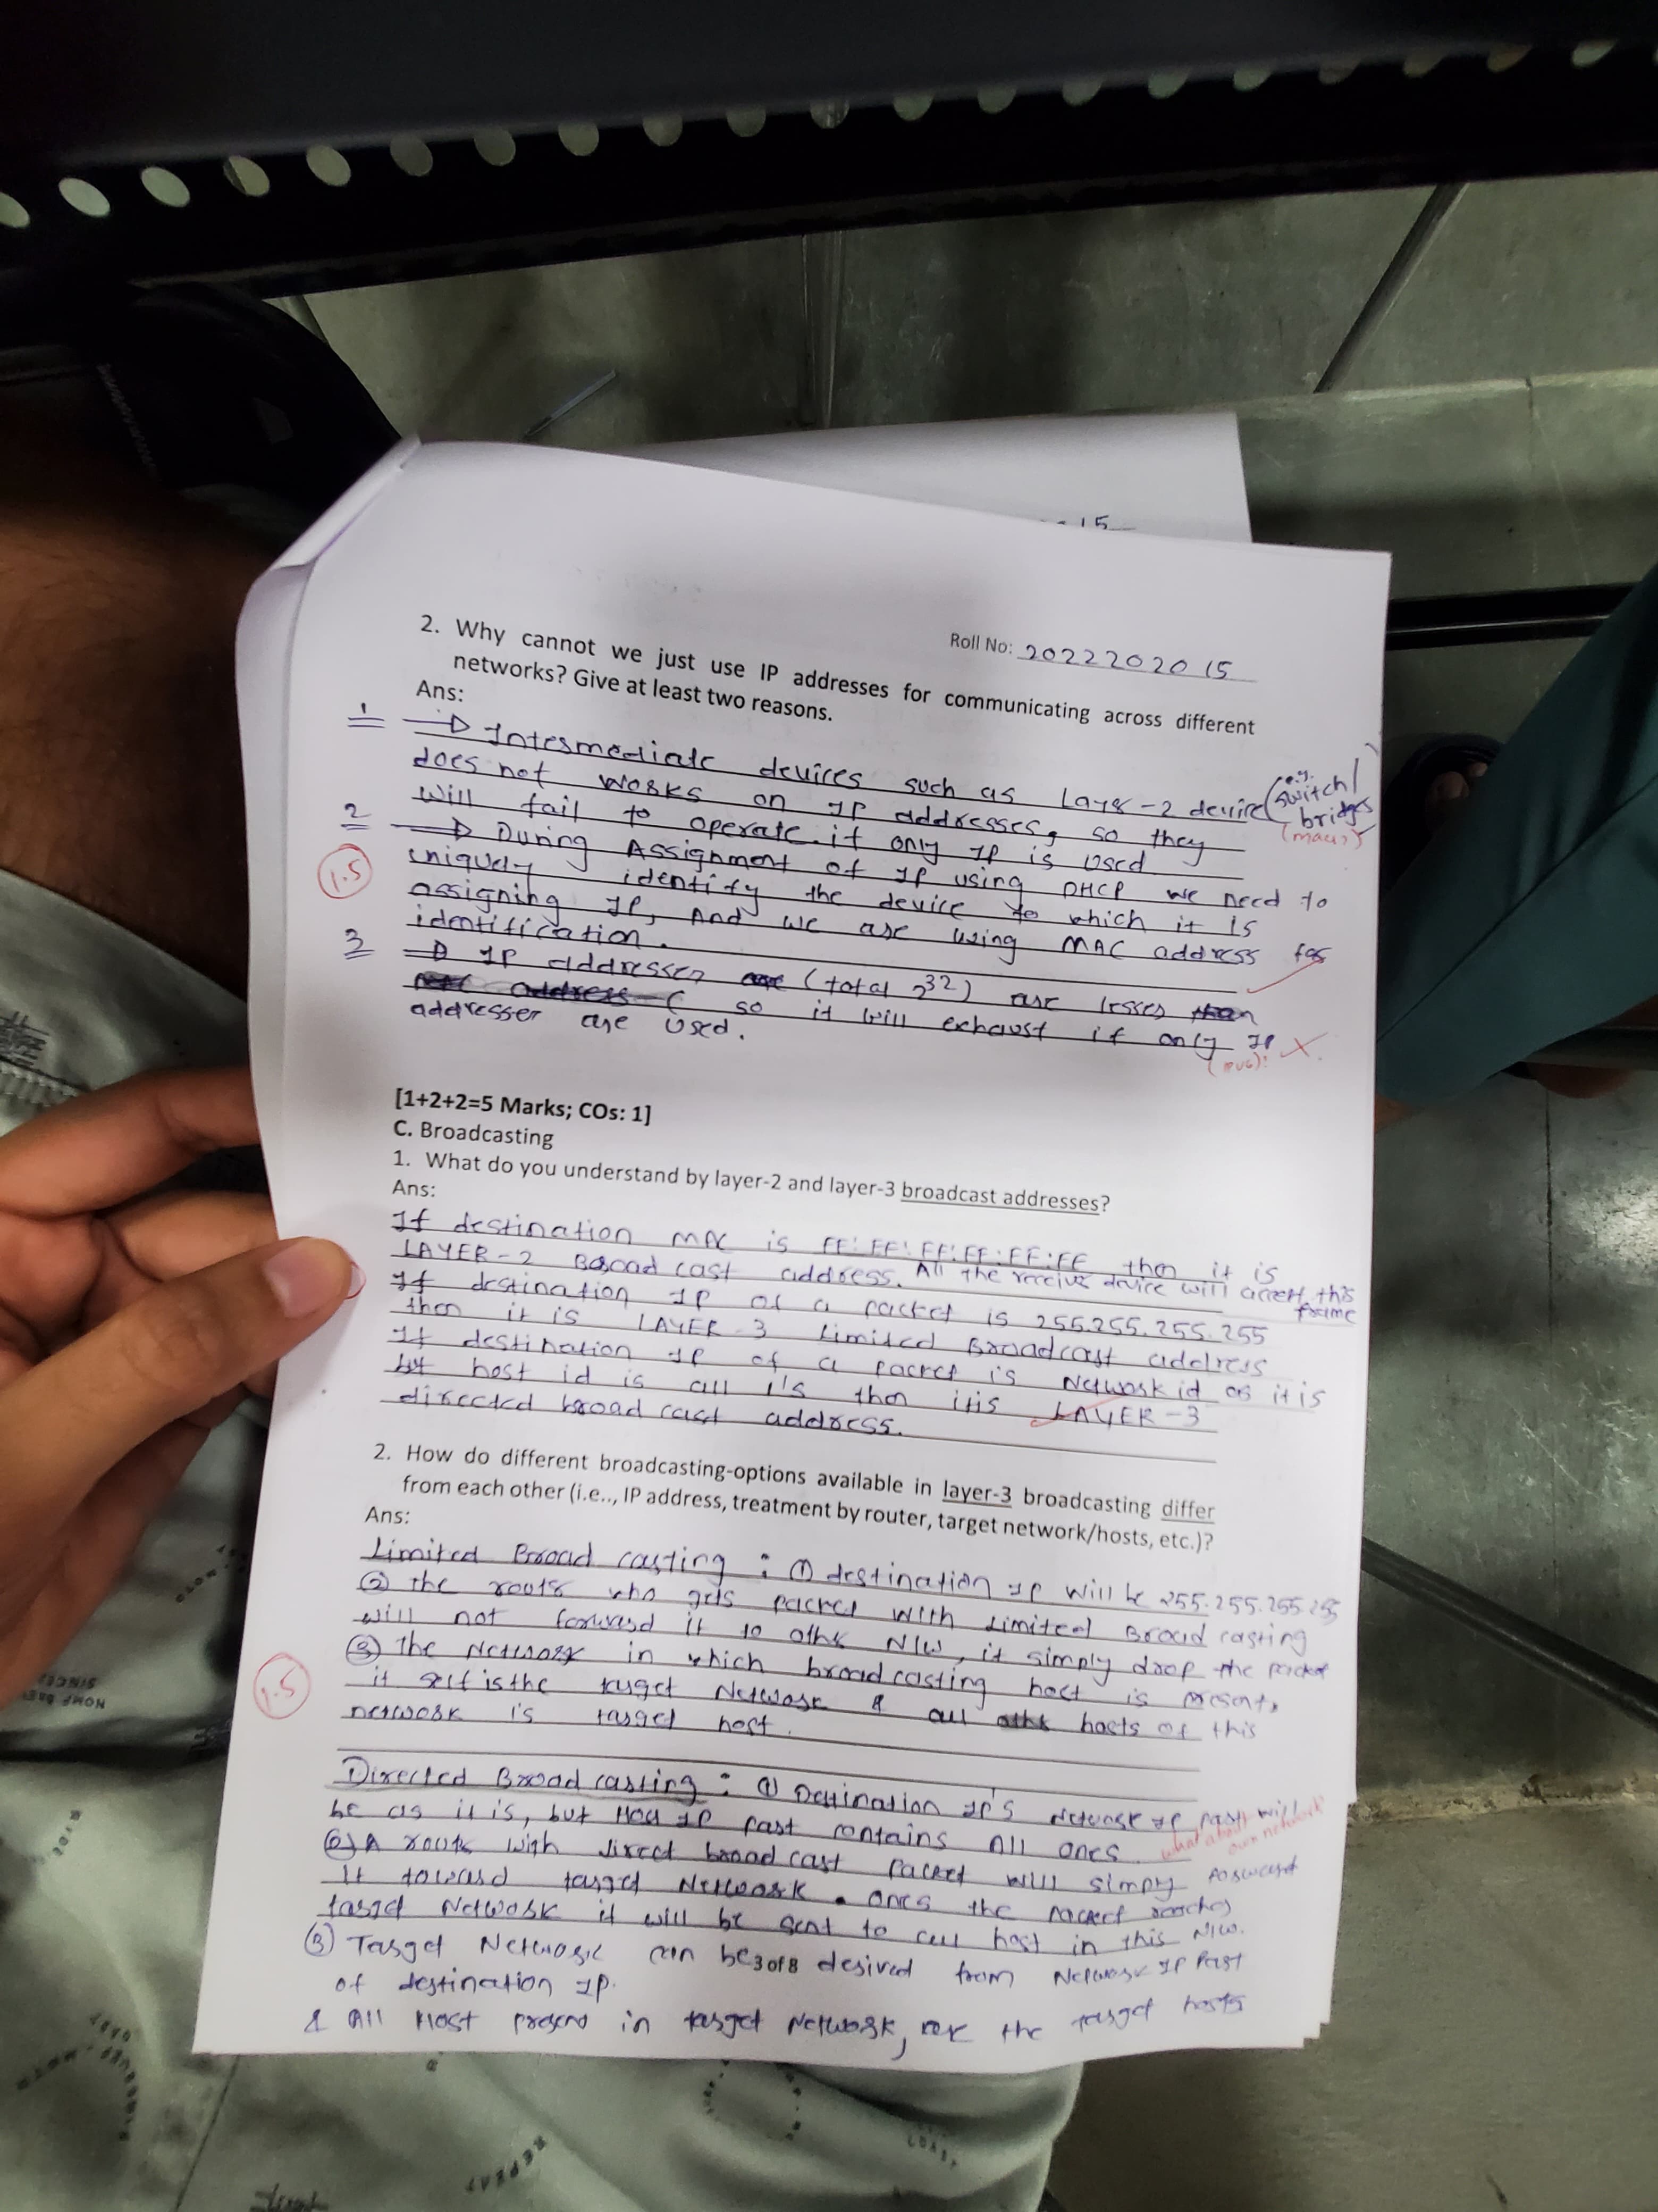 15
Roll No: 2022202015
2. Why cannot we just use IP addresses for communicating across different
networks? Give at least two reasons.
Ans:
1 → Intermediate devices such as Layer-2 device (e.g. switch/
bridges)
does not works on IP addresses, so they
will fail to operate if only IP is used
2 → During Assignment of IP using DHCP we need to
uniquely identify the device to which it is
1.5
assigning IP, And we are using MAC address for
identification.
3 → IP addresses (total 2^32) are lesser than
so it will exhaust if only IP
addresses are used.
[1+2+2=5 Marks; COs: 1]
C. Broadcasting
1. What do you understand by layer-2 and layer-3 broadcast addresses?
Ans:
If destination MAC is FF:FF:FF:FF:FF:FF then it is
LAYER-2 Broad cast address. All the receive device will accept this
frame
If destination IP of a packet is 255.255.255.255
then it is LAYER-3 Limited Broadcast address
If destination IP of a packet is Network id as it is
but host id is all 1's then it is LAYER-3
directed broad cast address.
2. How do different broadcasting-options available in layer-3 broadcasting differ
from each other (i.e.., IP address, treatment by router, target network/hosts, etc.)?
Ans:
Limited Broad casting : ① destination IP will be 255.255.255.255
② the router who gets packet with Limited Broad casting
will not forward it to other N/W, it simply drop the packet
③ The Network in which broadcasting host is present,
it self is the target Network & all hosts of this
1.5
network is target host.
Directed Broad casting : ① Destination IP's Network IP part will
be as it is, but Host IP part contains All ones.
what about own network
② A router with direct broad cast packet will simply forward
it toward target Network. ones the packet reaches
target Network it will be sent to all host in this N/W.
③ Target Network can be derived from Network IP Part
3 of 8
of destination IP.
& All Host present in target Network, the target hosts